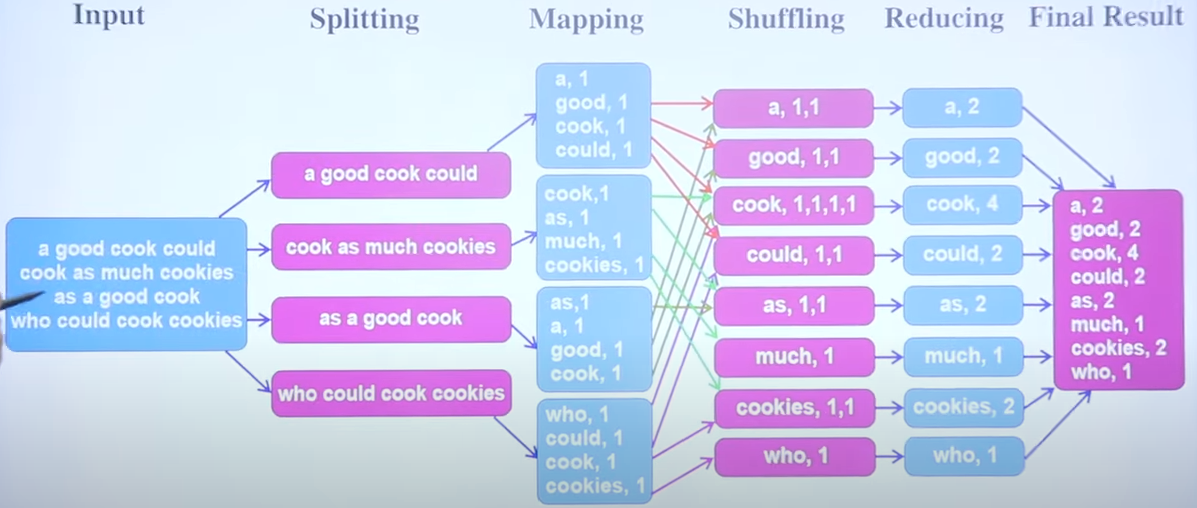 Input
Splitting
Mapping
Shuffling
Reducing
Final Result
a good cook could
cook as much cookies
as a good cook
who could cook cookies
a good cook could
cook as much cookies
as a good cook
who could cook cookies
a, 1
good, 1
cook, 1
could, 1
cook,1
as, 1
much, 1
cookies, 1
as,1
a, 1
good, 1
cook, 1
who, 1
could, 1
cook, 1
cookies, 1
a, 1,1
good, 1,1
cook, 1,1,1,1
could, 1,1
as, 1,1
much, 1
cookies, 1,1
who, 1
a, 2
good, 2
cook, 4
could, 2
as, 2
much, 1
cookies, 2
who, 1
a, 2
good, 2
cook, 4
could, 2
as, 2
much, 1
cookies, 2
who, 1